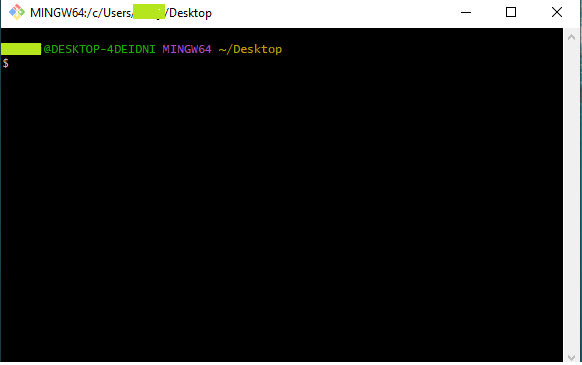 MINGW64:/c/Users/ /Desktop
@DESKTOP-4DEIDNI MINGW64 ~/Desktop
$